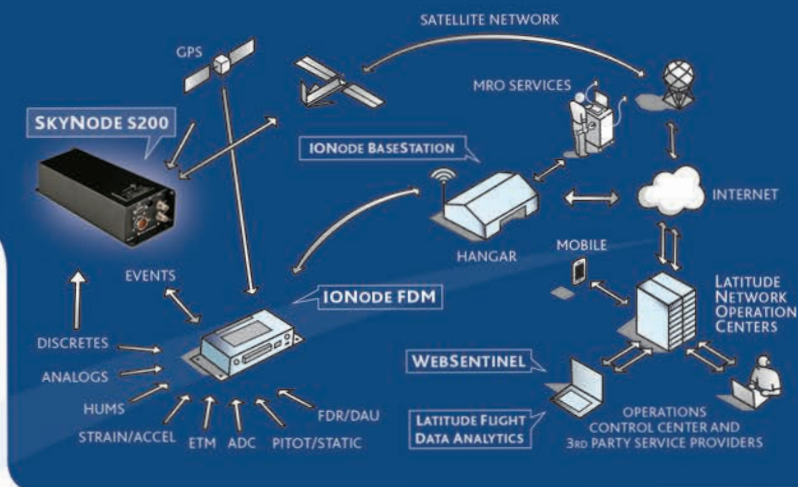 SATELLITE NETWORK
GPS
MRO SERVICES
SKYNODE S200
IONODE BASESTATION
INTERNET
HANGAR
MOBILE
EVENTS
IONODE FDM
LATITUDE
NETWORK
OPERATION
CENTERS
DISCRETES
WEBSENTINEL
ANALOGS
HUMS
FDR/DAU
STRAIN/ACCEL
ETM
ADC
PITOT/STATIC
LATITUDE FLIGHT
DATA ANALYTICS
OPERATIONS
CONTROL CENTER AND
3RD PARTY SERVICE PROVIDERS